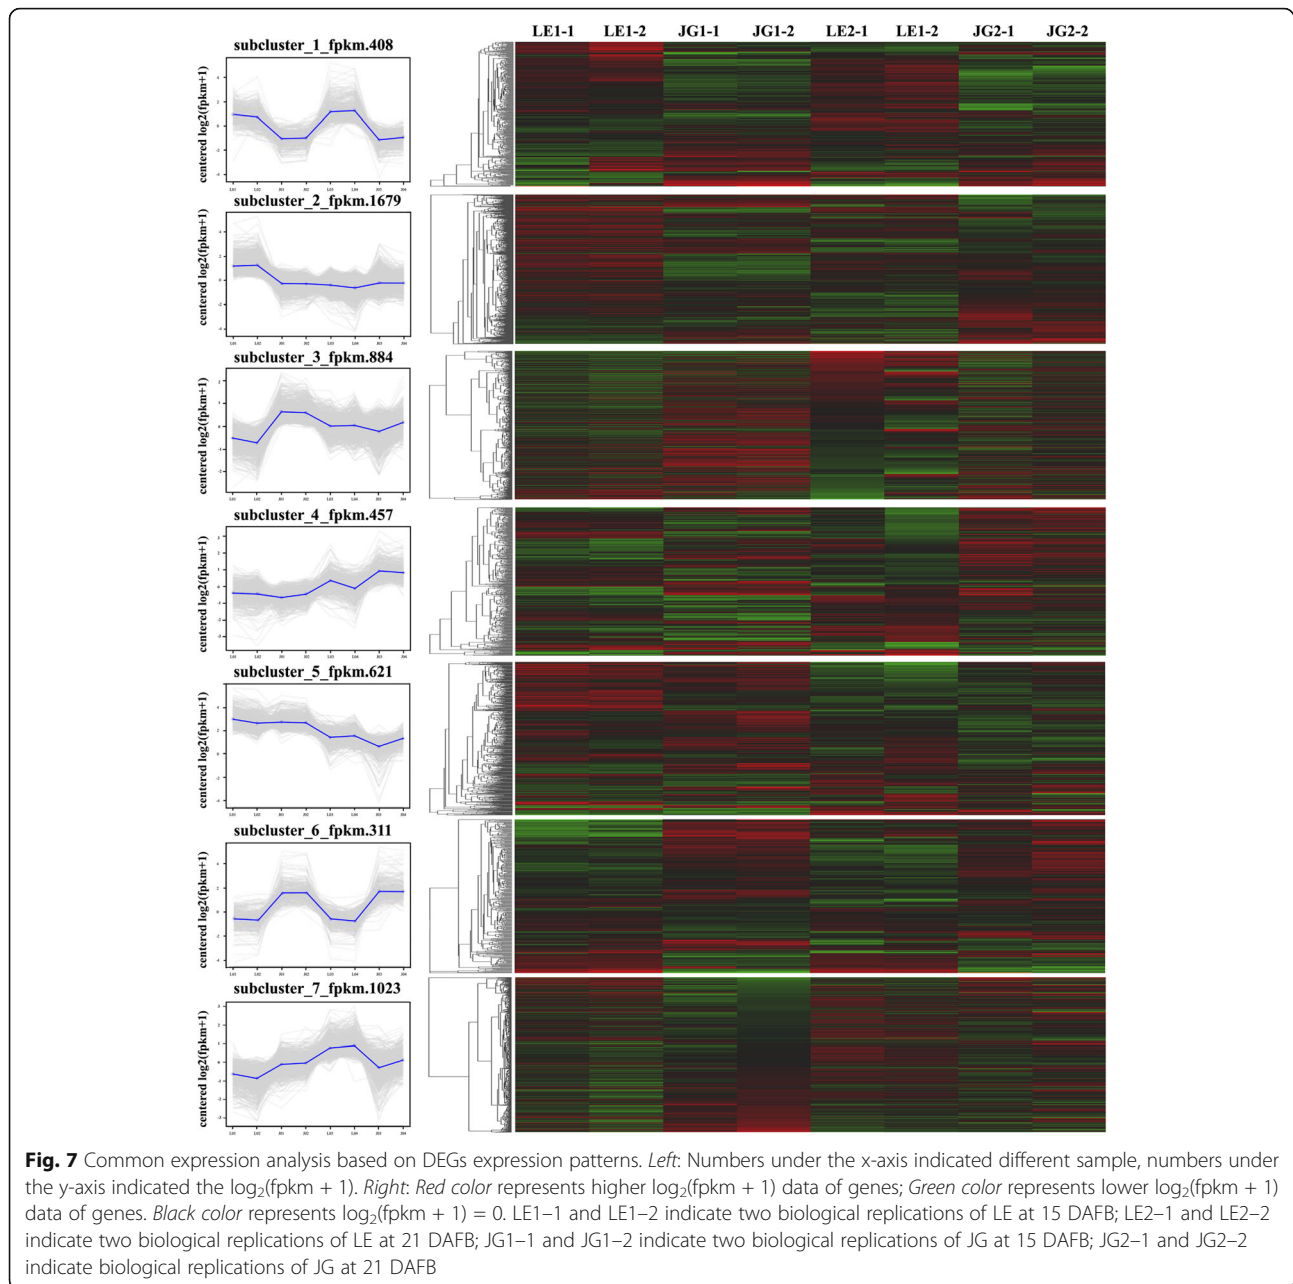 LE1-1 LE1-2 JG1-1 JG1-2 LE2-1 LE1-2 JG2-1 JG2-2
subcluster_1_fpkm.408
centered log2(fpkm+1)
subcluster_2_fpkm.1679
centered log2(fpkm+1)
subcluster_3_fpkm.884
centered log2(fpkm+1)
subcluster_4_fpkm.457
centered log2(fpkm+1)
subcluster_5_fpkm.621
centered log2(fpkm+1)
subcluster_6_fpkm.311
centered log2(fpkm+1)
subcluster_7_fpkm.1023
centered log2(fpkm+1)
Fig. 7 Common expression analysis based on DEGs expression patterns. Left: Numbers under the x-axis indicated different sample, numbers under
the y-axis indicated the log₂(fpkm + 1). Right: Red color represents higher log₂(fpkm + 1) data of genes; Green color represents lower log₂(fpkm + 1)
data of genes. Black color represents log₂(fpkm + 1) = 0. LE1–1 and LE1–2 indicate two biological replications of LE at 15 DAFB; LE2–1 and LE2–2
indicate two biological replications of LE at 21 DAFB; JG1–1 and JG1–2 indicate two biological replications of JG at 15 DAFB; JG2–1 and JG2–2
indicate biological replications of JG at 21 DAFB